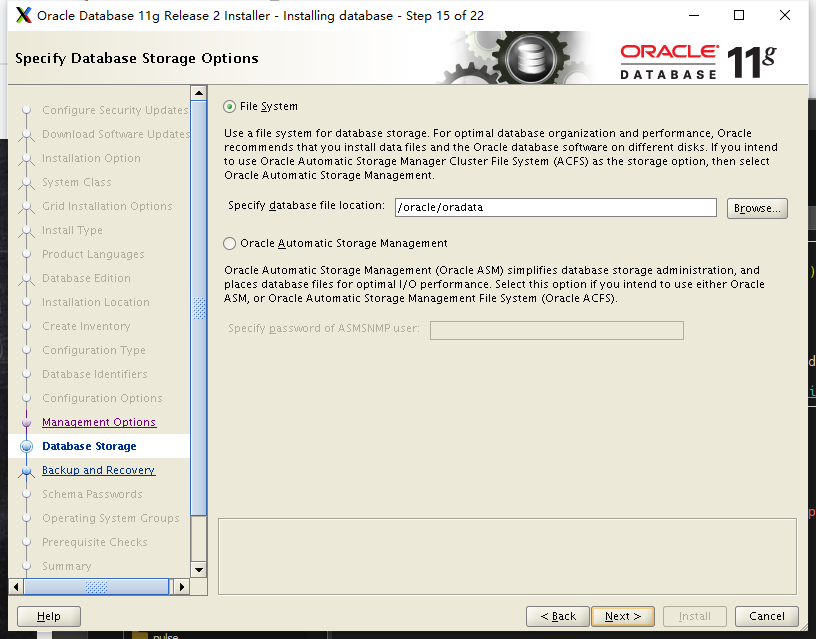 Oracle Database 11g Release 2 Installer - Installing database - Step 15 of 22
Specify Database Storage Options
ORACLE
DATABASE
11g
Configure Security Updates
Download Software Updates
Installation Option
System Class
Grid Installation Options
Install Type
Product Languages
Database Edition
Installation Location
Create Inventory
Configuration Type
Database Identifiers
Configuration Options
Management Options
Database Storage
Backup and Recovery
Schema Passwords
Operating System Groups
Prerequisite Checks
Summary
File System
Use a file system for database storage. For optimal database organization and performance, Oracle
recommends that you install data files and the Oracle database software on different disks. If you intend
to use Oracle Automatic Storage Manager Cluster File System (ACFS) as the storage option, then select
Oracle Automatic Storage Management.
Specify database file location:
/oracle/oradata
Browse...
Oracle Automatic Storage Management
Oracle Automatic Storage Management (Oracle ASM) simplifies database storage administration, and
places database files for optimal I/O performance. Select this option if you intend to use either Oracle
ASM, or Oracle Automatic Storage Management File System (Oracle ACFS).
Specify password of ASMSNMP user:
Help
< Back
Next >
Install
Cancel
pulse